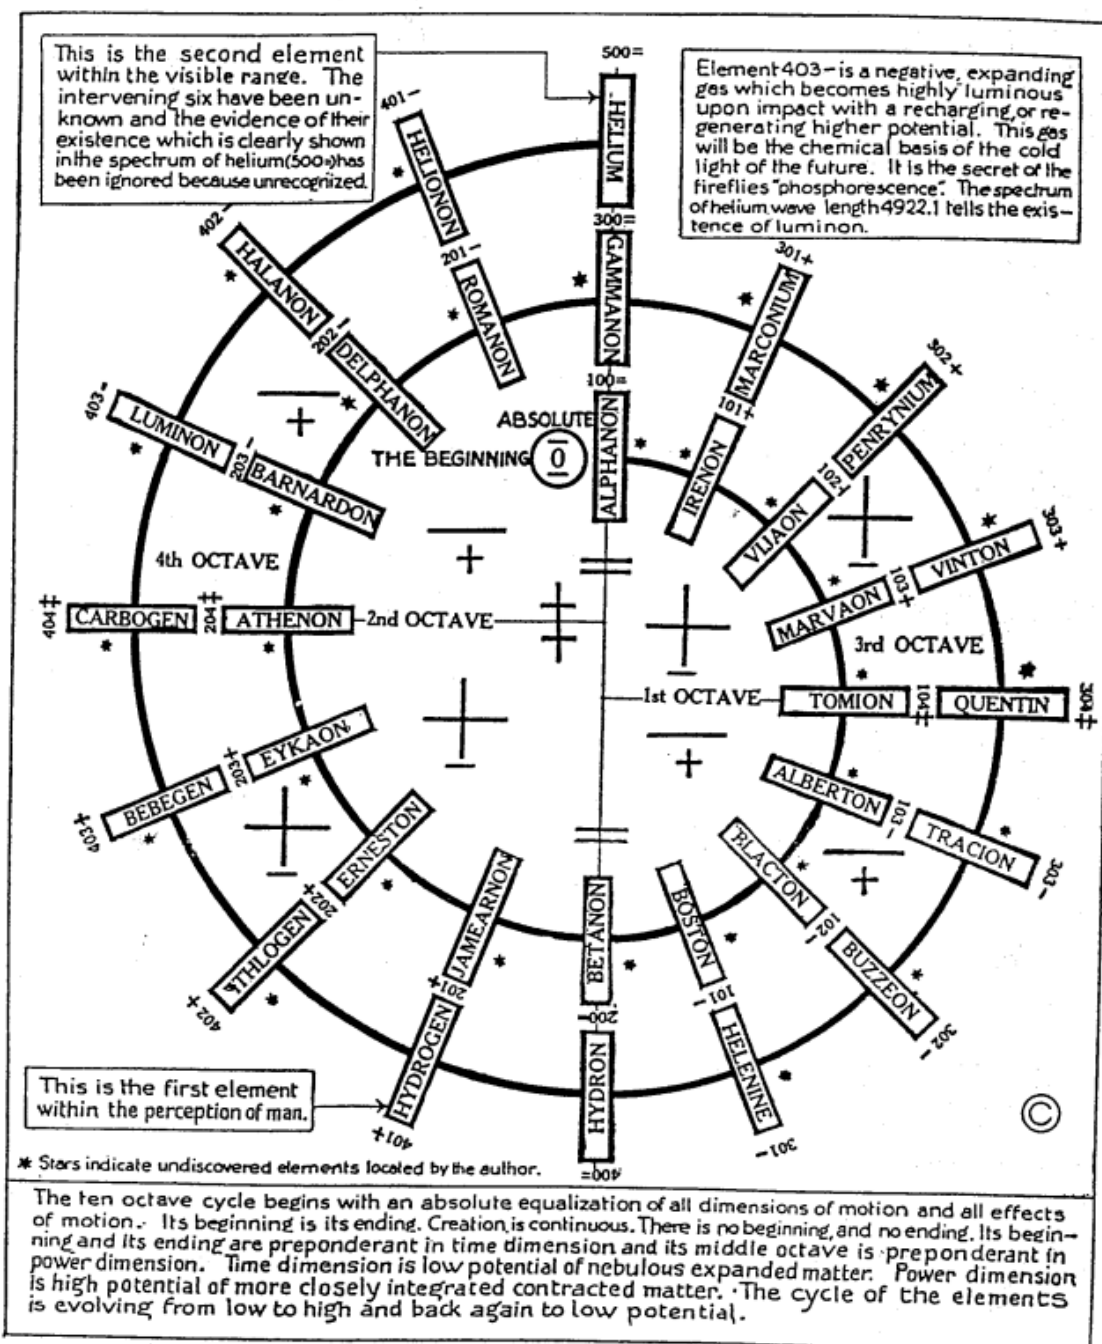 This is the second element
within the visible range. The
intervening six have been un-
known and the evidence of their
existence which is clearly shown
in the spectrum of helium (500=) has
been ignored because unrecognized.
500=
Element 403- is a negative, expanding
gas which becomes highly luminous
upon impact with a recharging, or re-
generating higher potential. This gas
will be the chemical basis of the cold
light of the future. It is the secret of the
fireflies "phosphorescence". The spectrum
of helium, wave length 4922.1 tells the exis-
tence of luminon.
HELIUM
401-
HELIONON
402-
HALANON
403-
LUMINON
300=
GAMMANON
301+
MARCONIUM
302+
PENRYNIUM
303+
VINTON
201-
ROMANON
202-
DELPHANON
203-
BARNARDON
100=
ALPHANON
101+
IRENON
102+
VIJAON
103+
MARVAON
ABSOLUTE
THE BEGINNING
0
4th OCTAVE
404‡
CARBOGEN
204‡
ATHENON
2nd OCTAVE
3rd OCTAVE
1st OCTAVE
TOMION
104‡
QUENTIN
304‡
403+
BEBEGEN
203+
EYKAON
ALBERTON
103-
TRACION
303-
402+
ATHLOGEN
202+
ERNESTON
BLACTON
102-
BUZZEON
302-
JAMEARNON
201+
HYDROGEN
401+
BETANON
200=
HYDRON
400=
BOSTON
101-
HELENINE
301-
This is the first element
within the perception of man.
©
* Stars indicate undiscovered elements located by the author.
The ten octave cycle begins with an absolute equalization of all dimensions of motion and all effects
of motion. Its beginning is its ending. Creation is continuous. There is no beginning, and no ending. Its begin-
ning and its ending are preponderant in time dimension and its middle octave is preponderant in
power dimension. Time dimension is low potential of nebulous expanded matter. Power dimension
is high potential of more closely integrated contracted matter. The cycle of the elements
is evolving from low to high and back again to low potential.